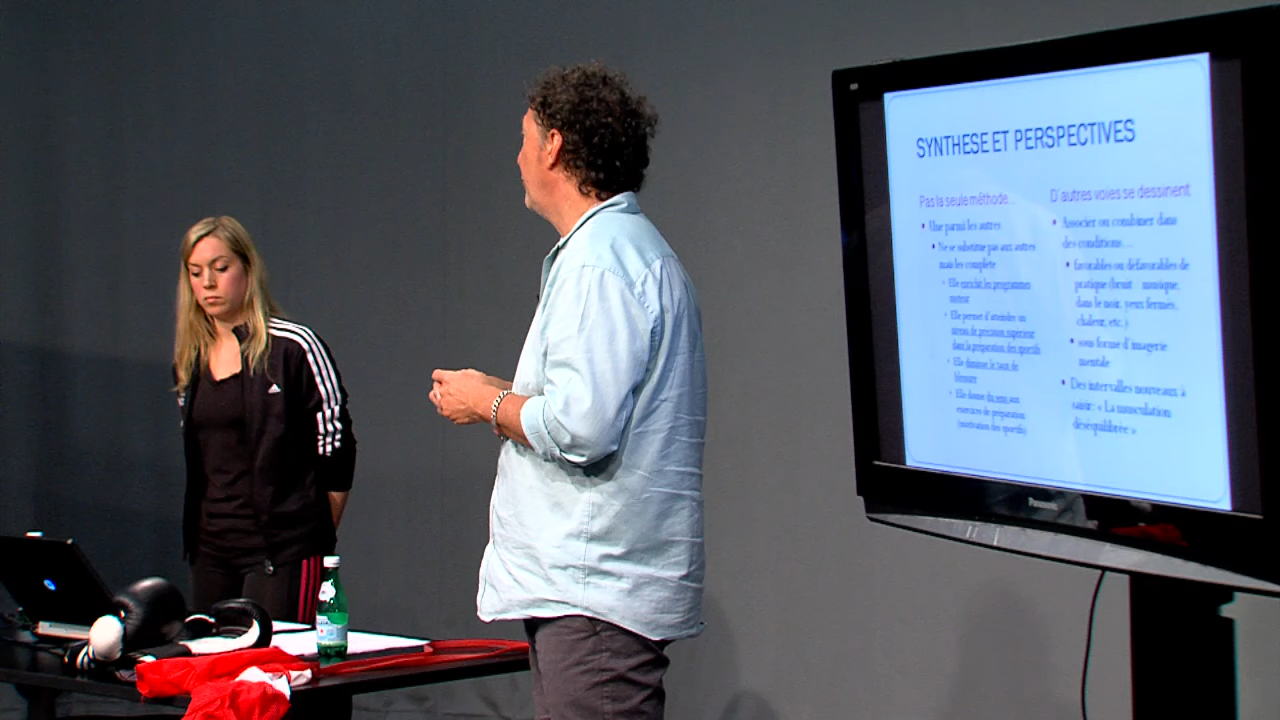 SYNTHESE ET PERSPECTIVES
Pas la seule méthode...
Une parmi les autres
Ne se substitue pas aux autres
mais les complète
Elle enrichit les programmes
moteur
Elle permet d'atteindre un
niveau de précision supérieur
dans la préparation des sportifs
Elle diminue le taux de
blessure
Elle donne du sens aux
exercices de préparation
(motivation des sportifs)
D'autres voies se dessinent
Associer ou combiner dans
des conditions...
favorables ou défavorables de
pratique (bruit, musique,
dans le noir, yeux fermés,
chaleur, etc.)
sous forme d'imagerie
mentale
Des intervalles nouveaux à
saisir: « La musculation
déséquilibrée »
Panasonic
adidas